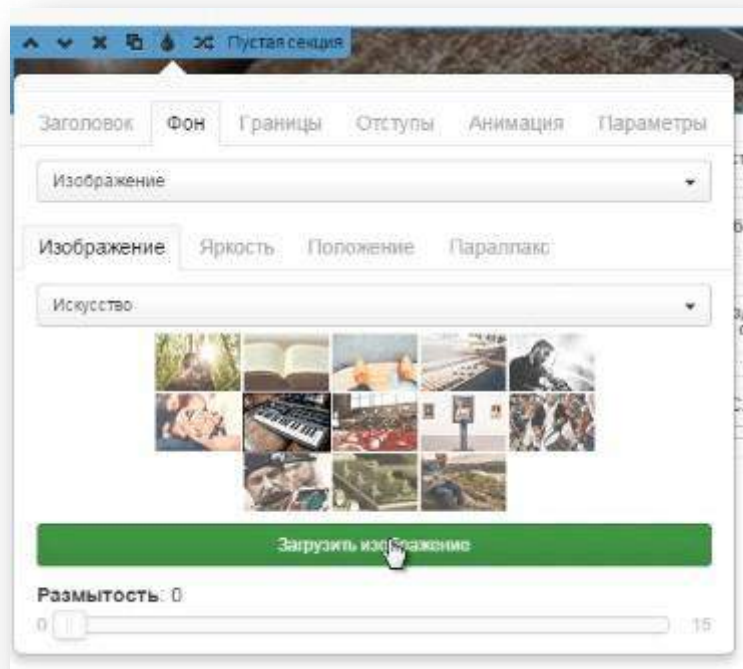 Пустая секция
Заголовок Фон Границы Отступы Анимация Параметры
Изображение
Изображение Яркость Положение Параллакс
Искусство
Загрузить изображение
Размытость: 0
0 15